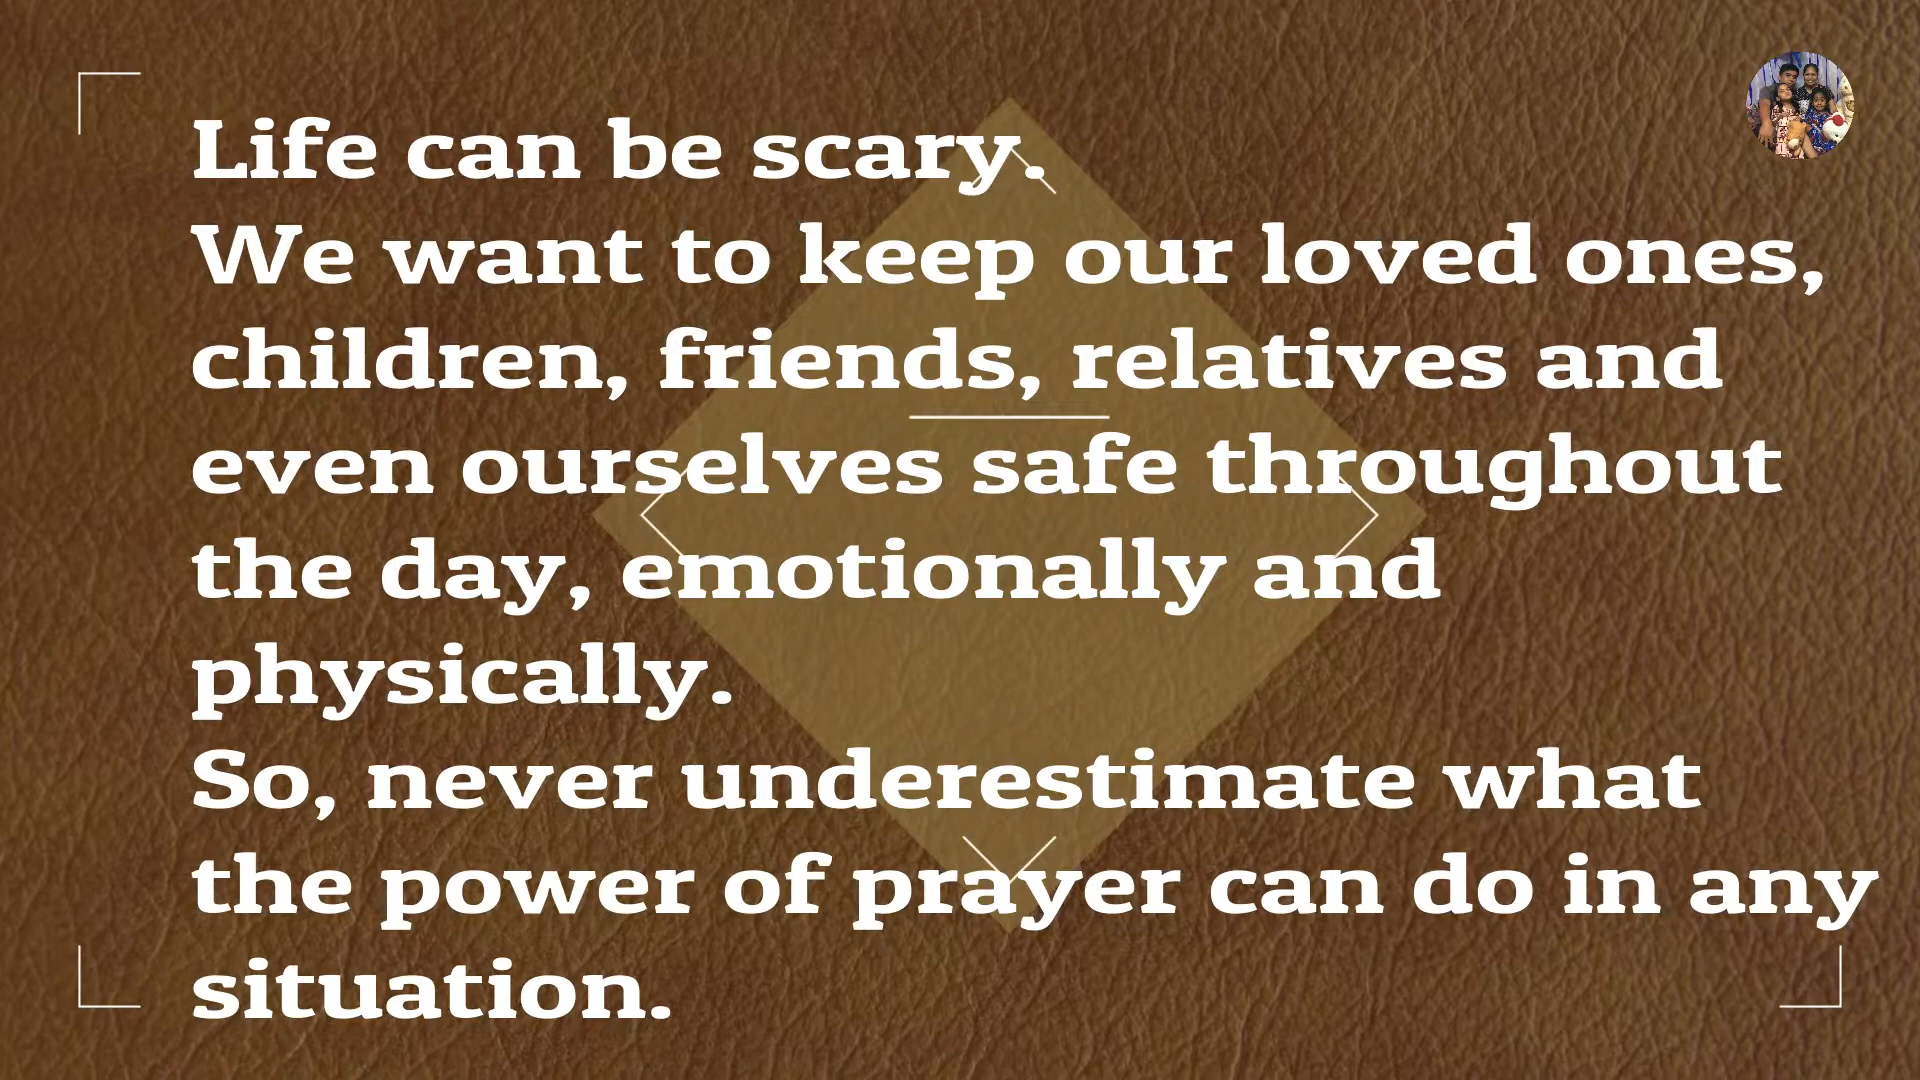 Life can be scary.
We want to keep our loved ones,
children, friends, relatives and
even ourselves safe throughout
the day, emotionally and
physically.
So, never underestimate what
the power of prayer can do in any
situation.